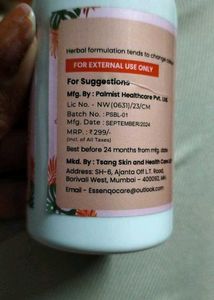 Herbal formulation tends to change
FOR EXTERNAL USE ONLY
For Suggestions
Mfg. By : Palmist Healthcare Pvt. Ltd.
Lic No. - NW(0631)/23/CM
Batch No. : PSBL-01
Mfg. Date : SEPTEMBER/2024
MRP. : ₹299/-
(Incl. of All Taxes)
Best before 24 months from mfg. date
Mkd. By : Tsang Skin and Health Care
Address: SH-6, Ajanto Off L.T. Road,
Borivali West, Mumbai - 400092,
Email - Essenqocare@outlook.com